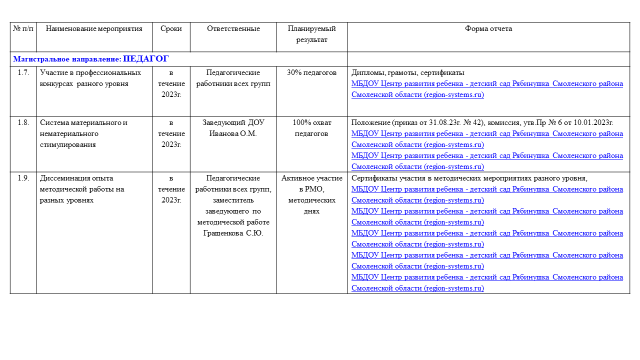 № п/п Наименование мероприятия Сроки Ответственные Планируемый результат Форма отчета
Магистральное направление: ПЕДАГОГ
1.7. Участие в профессиональных конкурсах разного уровня
в течение 2023г.
Педагогические работники всех групп
30% педагогов
Дипломы, грамоты, сертификаты
МБДОУ Центр развития ребенка - детский сад Рябинушка Смоленского района
Смоленской области (region-systems.ru)
1.8. Система материального и нематериального стимулирования
в течение 2023г.
Заведующий ДОУ Иванова О.М.
100% охват педагогов
Положение (приказ от 31.08.23г. № 42), комиссия, утв.Пр № 6 от 10.01.2023г.
МБДОУ Центр развития ребенка - детский сад Рябинушка Смоленского района
Смоленской области (region-systems.ru)
МБДОУ Центр развития ребенка - детский сад Рябинушка Смоленского района
Смоленской области (region-systems.ru)
1.9. Диссеминация опыта методической работы на разных уровнях
в течение 2023г.
Педагогические работники всех групп, заместитель заведующего по методической работе Грашенкова С.Ю.
Активное участие в РМО, методических днях
Сертификаты участия в методических мероприятиях разного уровня,
МБДОУ Центр развития ребенка - детский сад Рябинушка Смоленского района
Смоленской области (region-systems.ru)
МБДОУ Центр развития ребенка - детский сад Рябинушка Смоленского района
Смоленской области (region-systems.ru)
МБДОУ Центр развития ребенка - детский сад Рябинушка Смоленского района
Смоленской области (region-systems.ru)
МБДОУ Центр развития ребенка - детский сад Рябинушка Смоленского района
Смоленской области (region-systems.ru)
МБДОУ Центр развития ребенка - детский сад Рябинушка Смоленского района
Смоленской области (region-systems.ru)